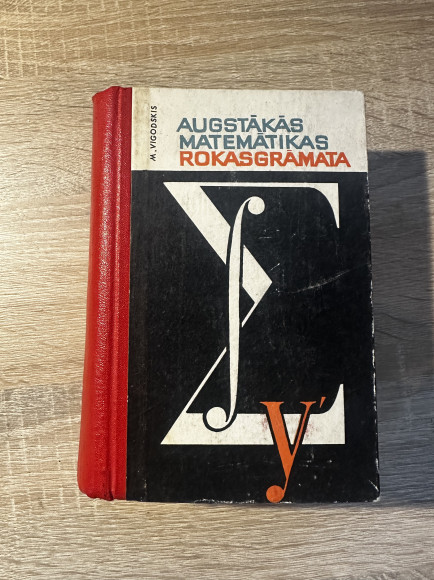 M. VIGODSKIS
AUGSTĀKĀS
MATEMĀTIKAS
ROKASGRĀMATA
∑
∫
y'